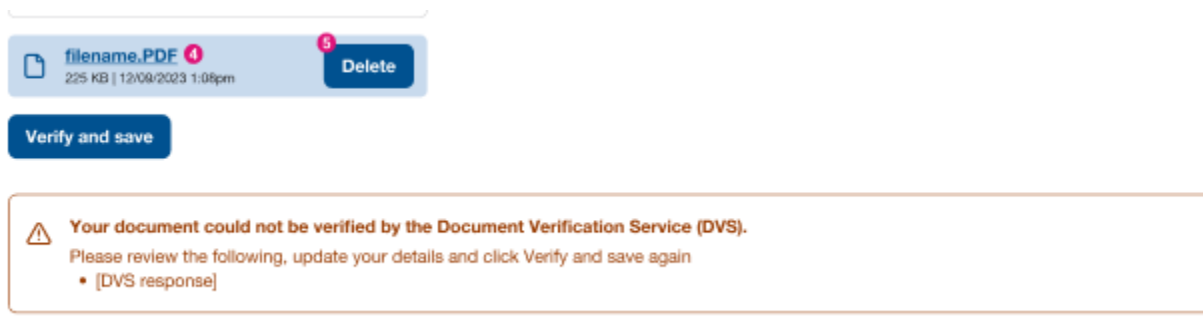 filename.PDF 4
5
Delete
225 KB | 12/09/2023 1:08pm
Verify and save
Your document could not be verified by the Document Verification Service (DVS).
Please review the following, update your details and click Verify and save again
• [DVS response]